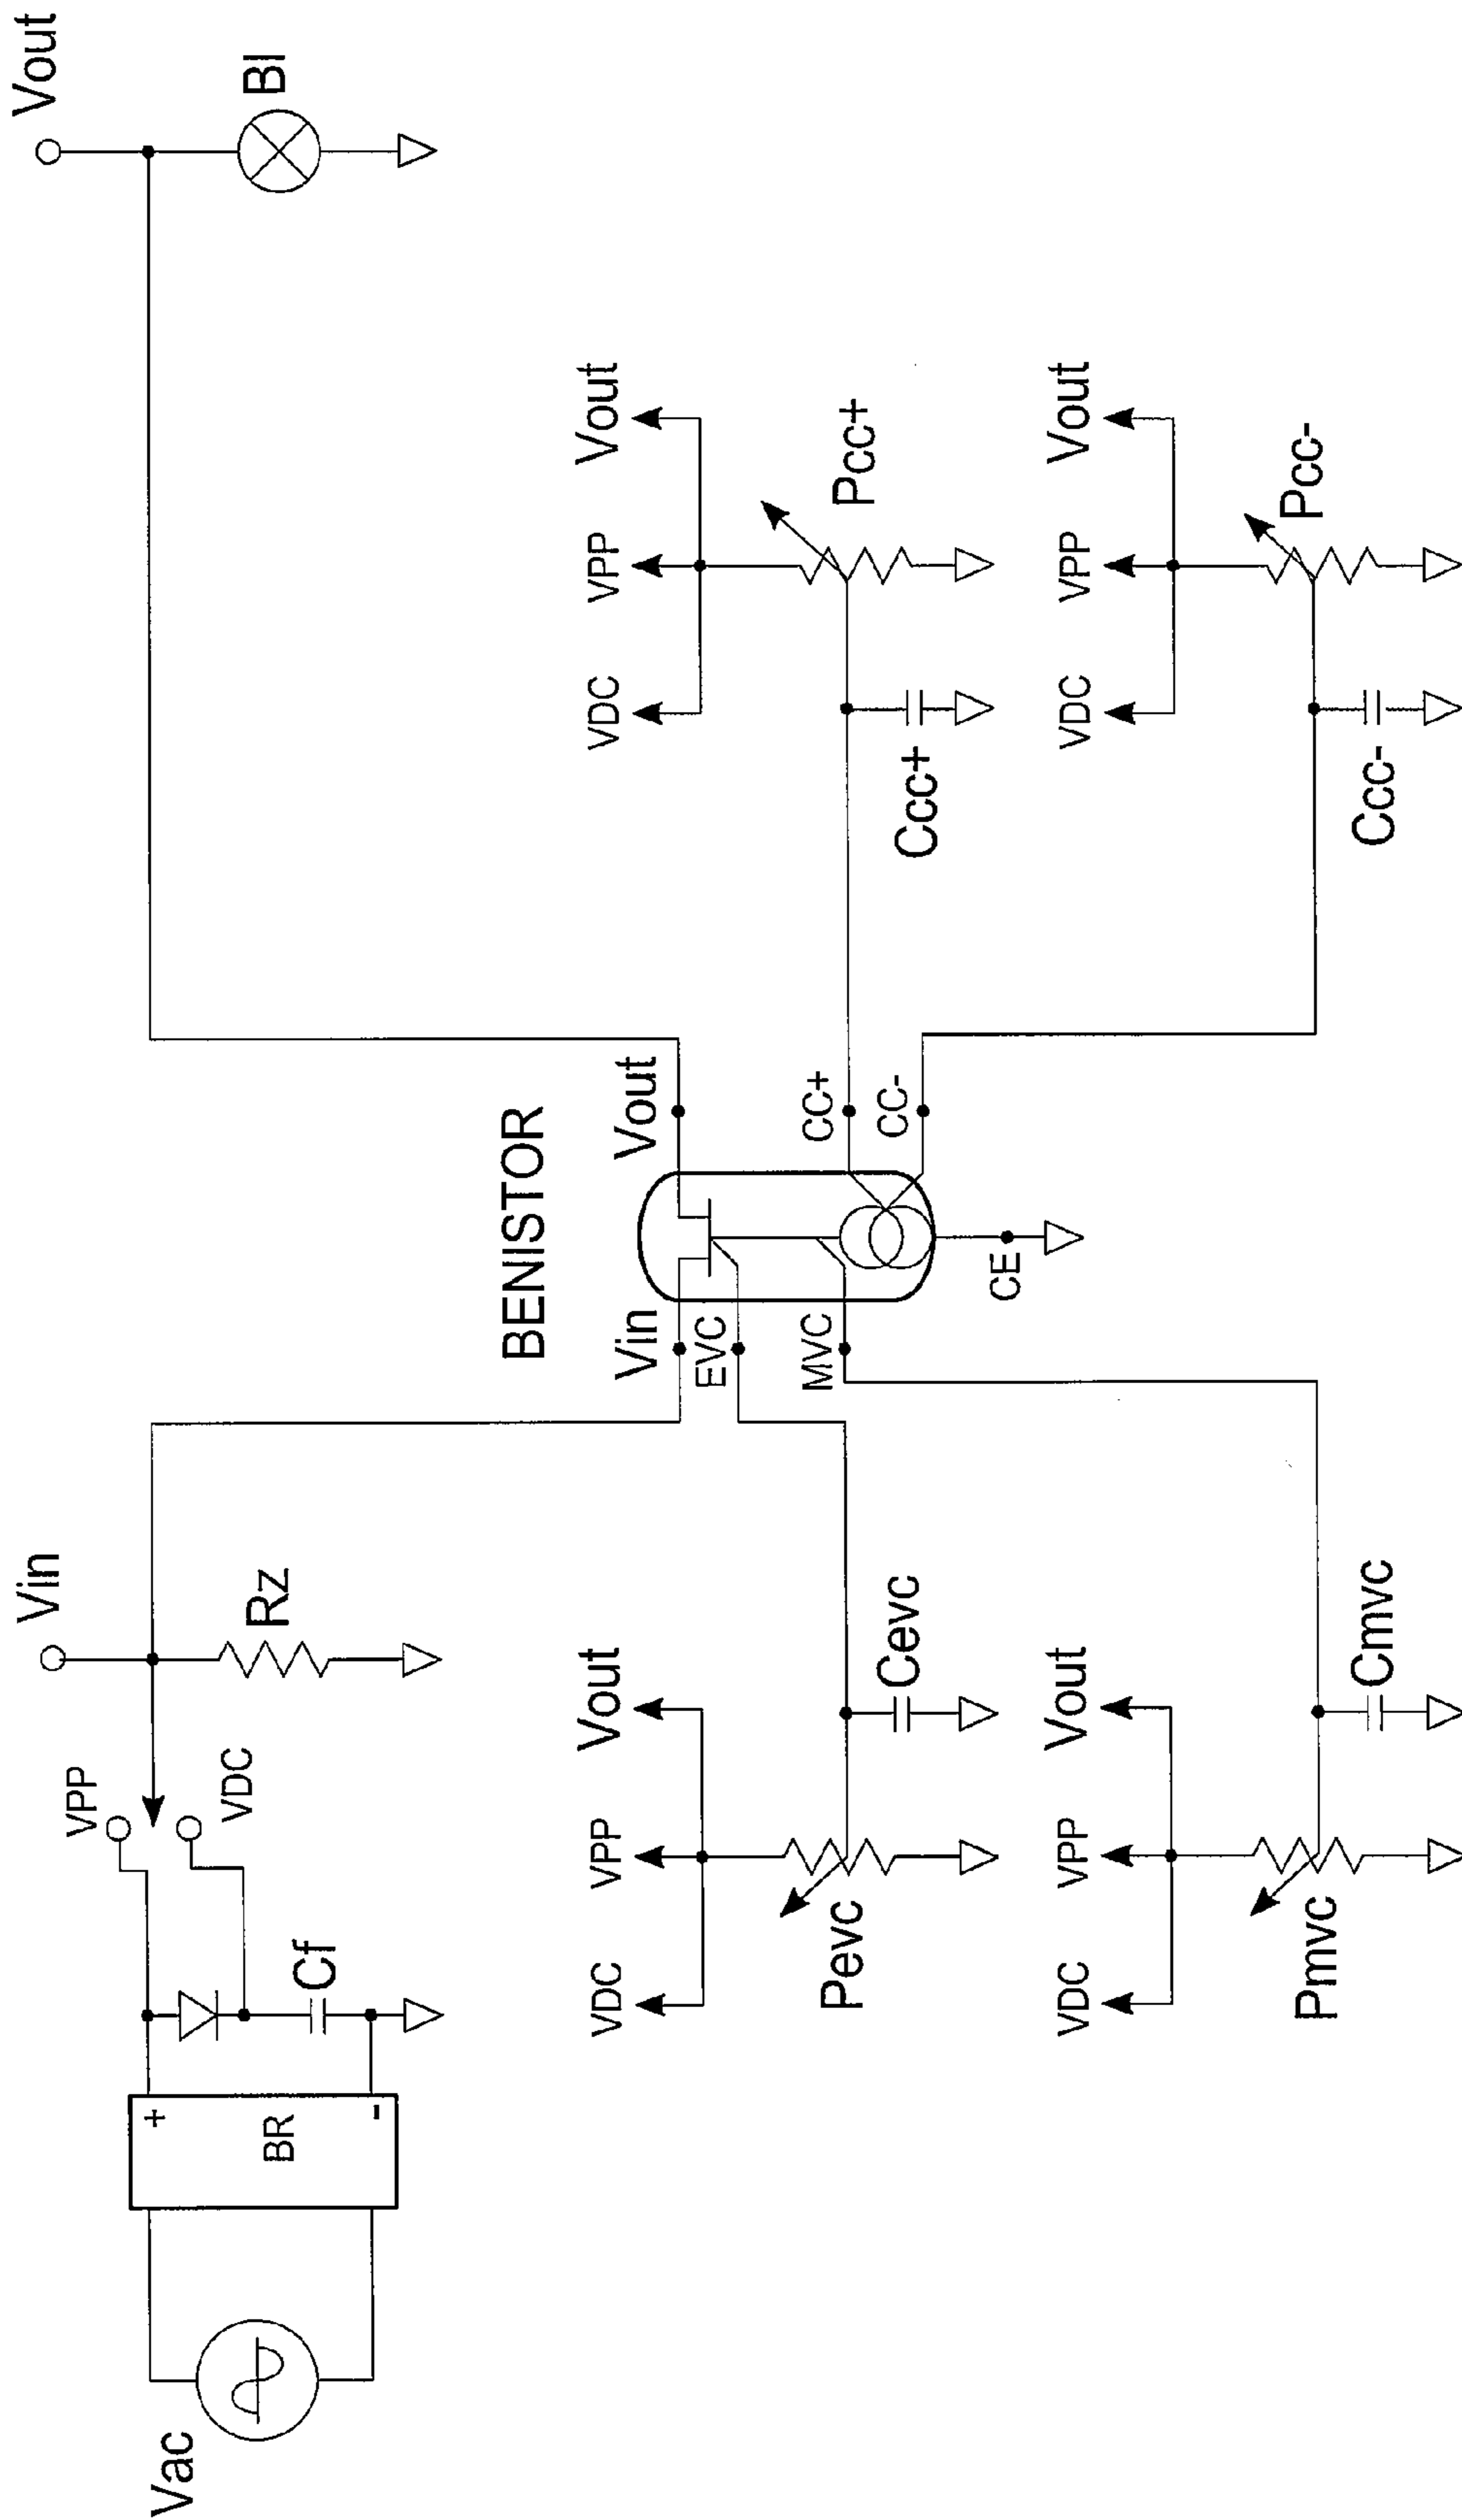 Vac
BR
+
-
Cf
VPP
VDC
Vin
Rz
Vout
BI
BENISTOR
Vin
EVC
MVC
CE
Vout
CC+
CC-
VDC
VPP
Vout
Pevc
Cevc
VDC
VPP
Vout
Pmvc
Cmvc
VDC
VPP
Vout
Pcc+
Ccc+
VDC
VPP
Vout
Pcc-
Ccc-